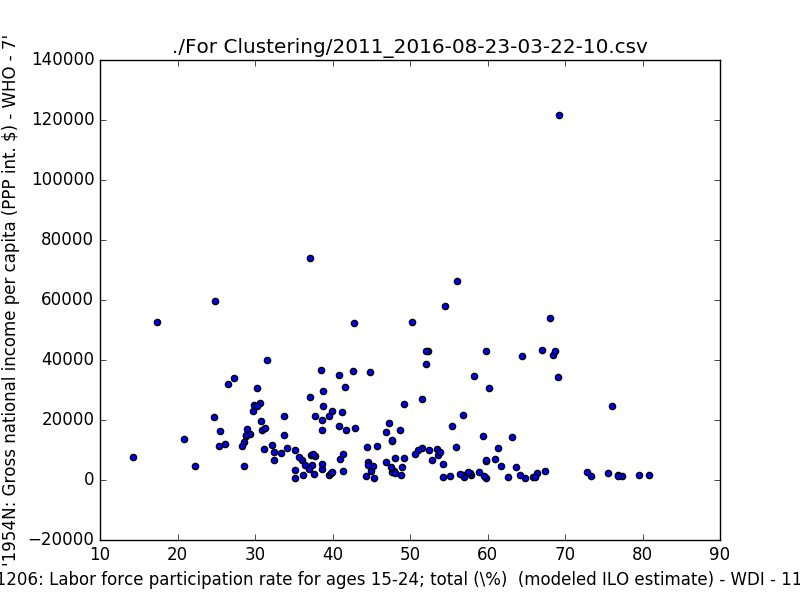 ./For Clustering/2011_2016-08-23-03-22-10.csv
'1954N: Gross national income per capita (PPP int. $) - WHO - 7'
140000
120000
100000
80000
60000
40000
20000
0
−20000
10 20 30 40 50 60 70 80 90
1206: Labor force participation rate for ages 15-24; total (\%) (modeled ILO estimate) - WDI - 11